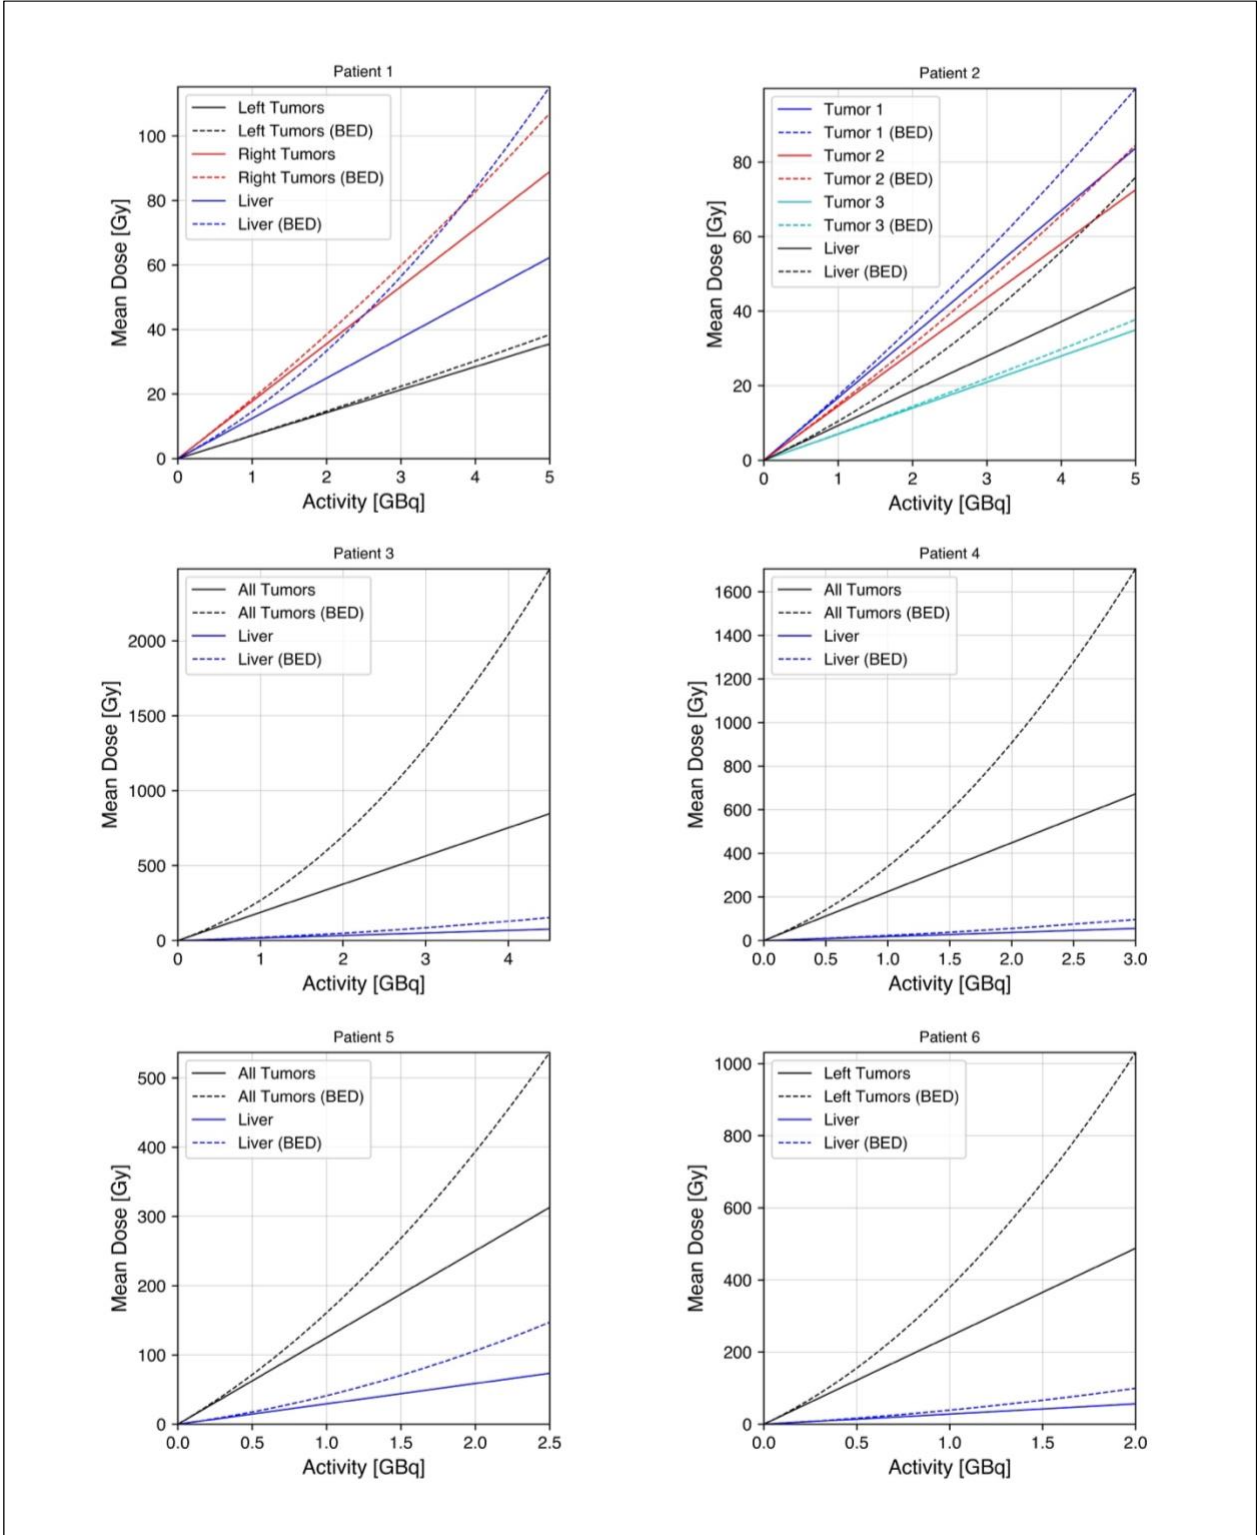 Patient 1
Left Tumors
Left Tumors (BED)
Right Tumors
Right Tumors (BED)
Liver
Liver (BED)
Mean Dose [Gy]
100
80
60
40
20
0
0 1 2 3 4 5
Activity [GBq]
Patient 2
Tumor 1
Tumor 1 (BED)
Tumor 2
Tumor 2 (BED)
Tumor 3
Tumor 3 (BED)
Liver
Liver (BED)
Mean Dose [Gy]
80
60
40
20
0
0 1 2 3 4 5
Activity [GBq]
Patient 3
All Tumors
All Tumors (BED)
Liver
Liver (BED)
Mean Dose [Gy]
2000
1500
1000
500
0
0 1 2 3 4
Activity [GBq]
Patient 4
All Tumors
All Tumors (BED)
Liver
Liver (BED)
Mean Dose [Gy]
1600
1400
1200
1000
800
600
400
200
0
0.0 0.5 1.0 1.5 2.0 2.5 3.0
Activity [GBq]
Patient 5
All Tumors
All Tumors (BED)
Liver
Liver (BED)
Mean Dose [Gy]
500
400
300
200
100
0
0.0 0.5 1.0 1.5 2.0 2.5
Activity [GBq]
Patient 6
Left Tumors
Left Tumors (BED)
Liver
Liver (BED)
Mean Dose [Gy]
1000
800
600
400
200
0
0.0 0.5 1.0 1.5 2.0
Activity [GBq]